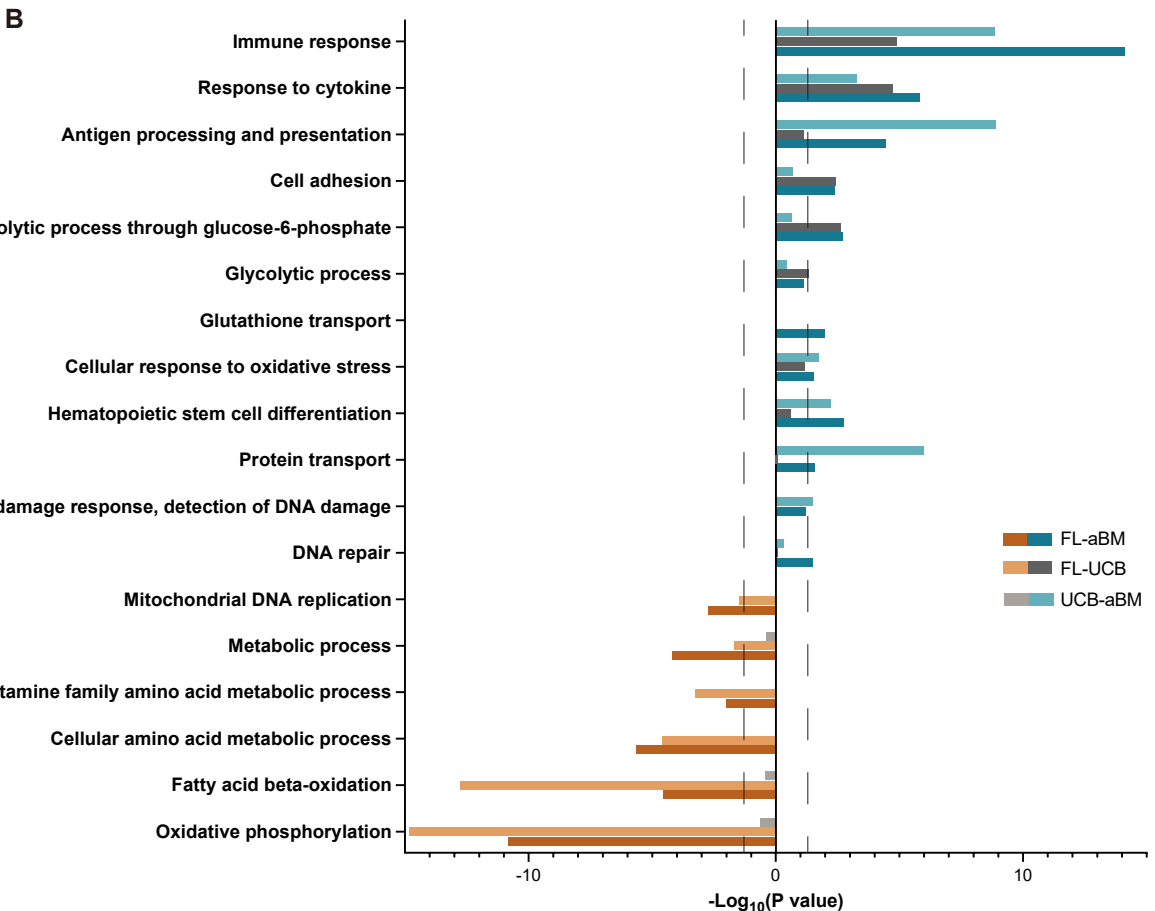 B
Immune response
Response to cytokine
Antigen processing and presentation
Cell adhesion
olytic process through glucose-6-phosphate
Glycolytic process
Glutathione transport
Cellular response to oxidative stress
Hematopoietic stem cell differentiation
Protein transport
damage response, detection of DNA damage
DNA repair
Mitochondrial DNA replication
Metabolic process
tamine family amino acid metabolic process
Cellular amino acid metabolic process
Fatty acid beta-oxidation
Oxidative phosphorylation
FL-aBM
FL-UCB
UCB-aBM
-10 0 10
-Log10(P value)